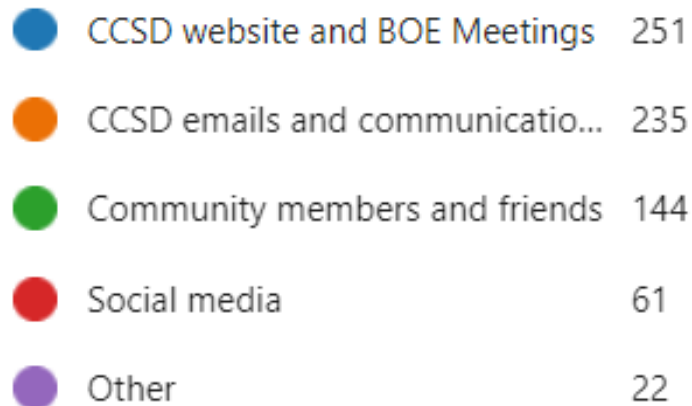 CCSD website and BOE Meetings 251
CCSD emails and communicatio... 235
Community members and friends 144
Social media 61
Other 22